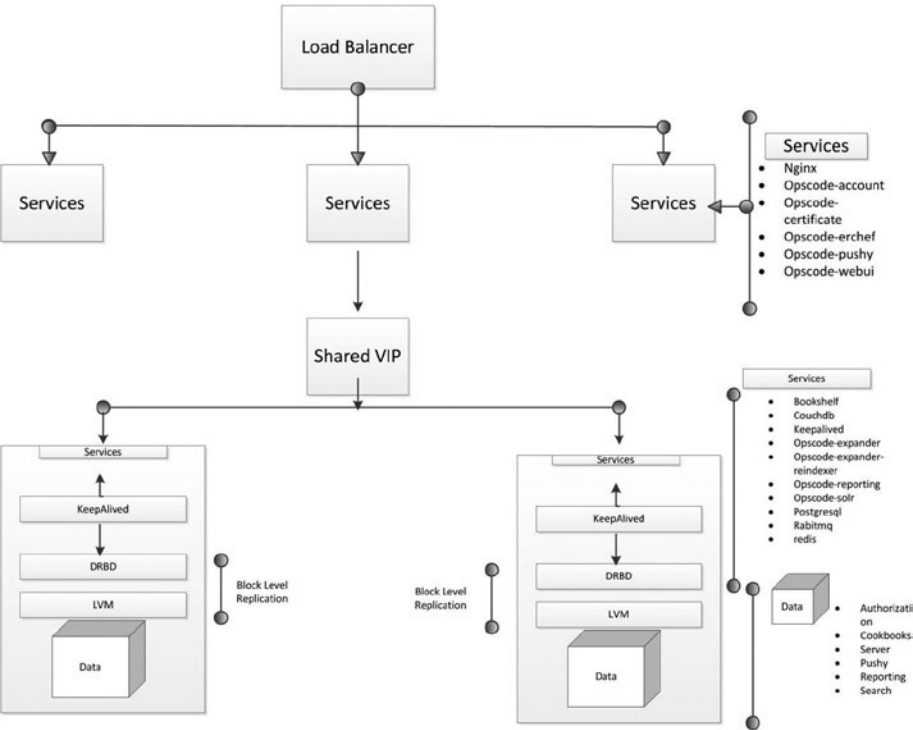 Load Balancer
Services
Services
Services
Services
• Nginx
• Opscode-account
• Opscode-
certificate
• Opscode-erchef
• Opscode-pushy
• Opscode-webui
Shared VIP
Services
• Bookshelf
• Couchdb
• Keepalived
• Opscode-expander
• Opscode-expander-
reindexer
• Opscode-reporting
• Opscode-solr
• Postgresql
• Rabitmq
• redis
Services
KeepAlived
DRBD
LVM
Data
Block Level
Replication
Services
KeepAlived
DRBD
LVM
Data
Block Level
Replication
Data
• Authorizati
on
• Cookbooks
• Server
• Pushy
• Reporting
• Search